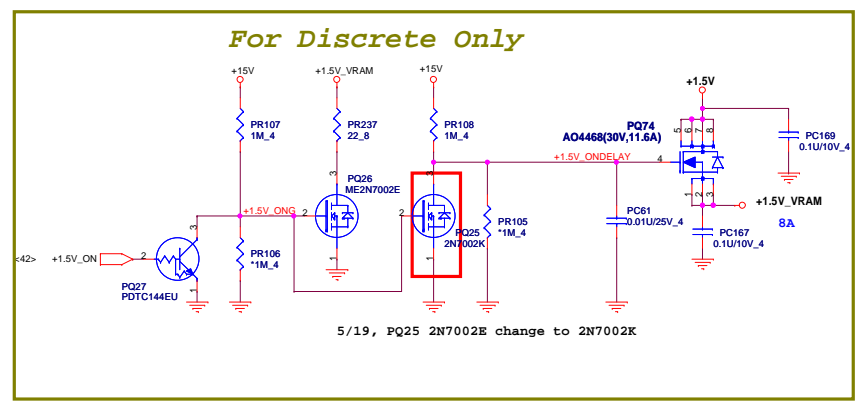 For Discrete Only
+15V
+1.5V_VRAM
+15V
+1.5V
PR107
1M_4
PR237
22_8
PR108
1M_4
PQ74
AO4468(30V,11.6A)
5
6
7
8
PC169
0.1U/10V_4
+1.5V_ONDELAY
4
3
PQ26
ME2N7002E
3
1
2
3
+1.5V_VRAM
8A
+1.5V_ONG
2
2
PR105
*1M_4
PC61
0.01U/25V_4
PQ25
2N7002K
PC167
0.1U/10V_4
3
1
1
<42>
+1.5V_ON
2
PR106
*1M_4
1
PQ27
PDTC144EU
5/19, PQ25 2N7002E change to 2N7002K